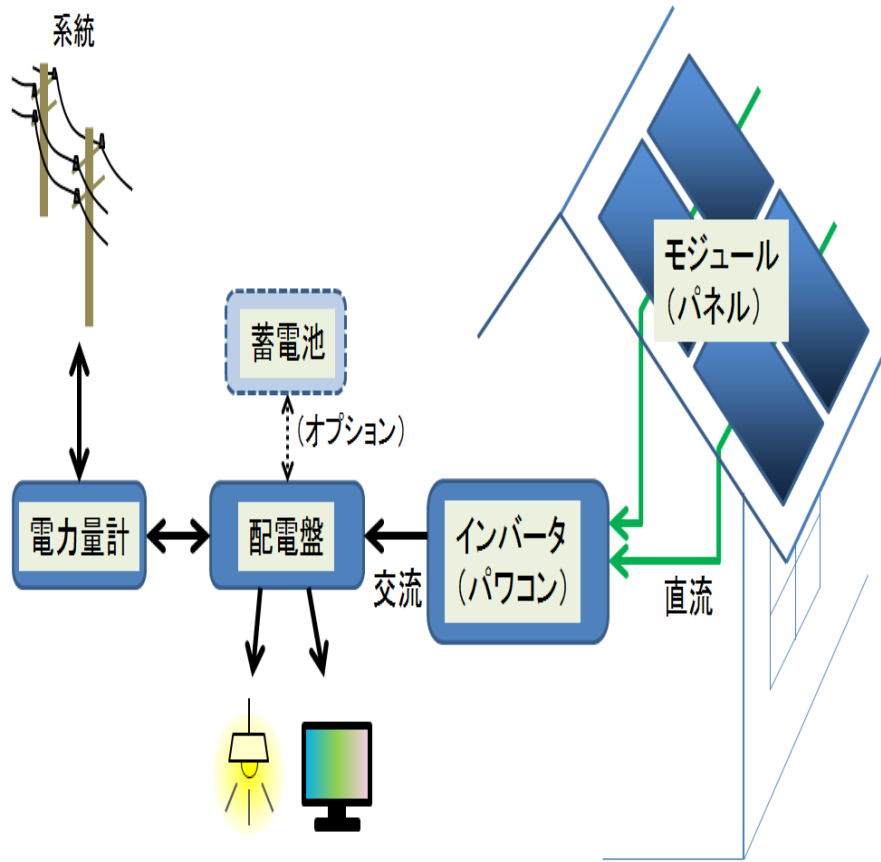 系統
モジュール
（パネル）
蓄電池
（オプション）
電力量計
配電盤
インバータ
（パワコン）
交流
直流